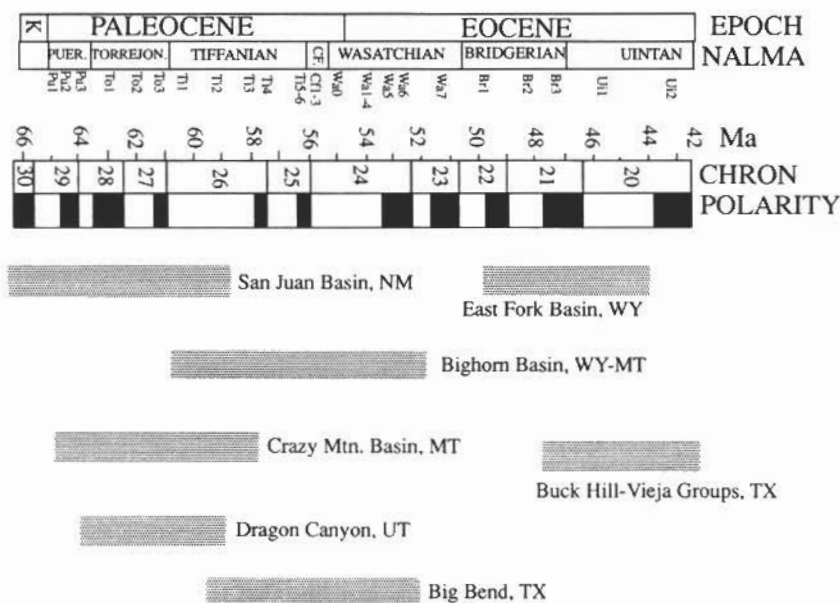 K PALEOCENE EOCENE EPOCH
PUER. TORREJON. TIFFANIAN CF. WASATCHIAN BRIDGERIAN UINTAN NALMA
Pu1 Pu2 Pu3 To1 To2 To3 Ti1 Ti2 Ti3 Ti4 Ti5-6 Cf1-3 Wa0 Wa1-4 Wa5 Wa6 Wa7 Br1 Br2 Br3 Ui1 Ui2
66 64 62 60 58 56 54 52 50 48 46 44 42 Ma
30 29 28 27 26 25 24 23 22 21 20 CHRON
POLARITY
San Juan Basin, NM
East Fork Basin, WY
Bighorn Basin, WY-MT
Crazy Mtn. Basin, MT
Buck Hill-Vieja Groups, TX
Dragon Canyon, UT
Big Bend, TX